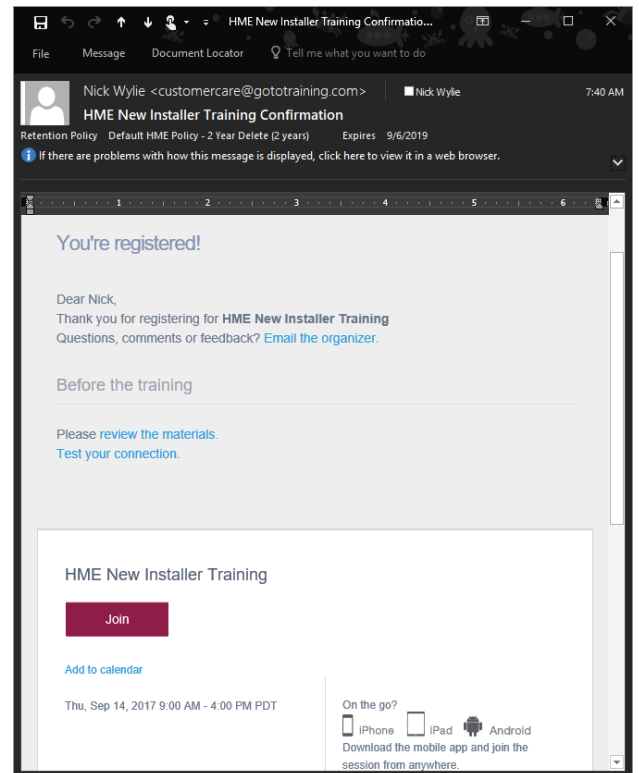 HME New Installer Training Confirmatio...
File Message Document Locator Tell me what you want to do
Nick Wylie <customercare@gototraining.com> Nick Wylie 7:40 AM
HME New Installer Training Confirmation
Retention Policy Default HME Policy - 2 Year Delete (2 years) Expires 9/6/2019
If there are problems with how this message is displayed, click here to view it in a web browser.
1 2 3 4 5 6
You're registered!
Dear Nick,
Thank you for registering for HME New Installer Training
Questions, comments or feedback? Email the organizer.
Before the training
Please review the materials.
Test your connection.
HME New Installer Training
Join
Add to calendar
Thu, Sep 14, 2017 9:00 AM - 4:00 PM PDT
On the go?
iPhone iPad Android
Download the mobile app and join the
session from anywhere.